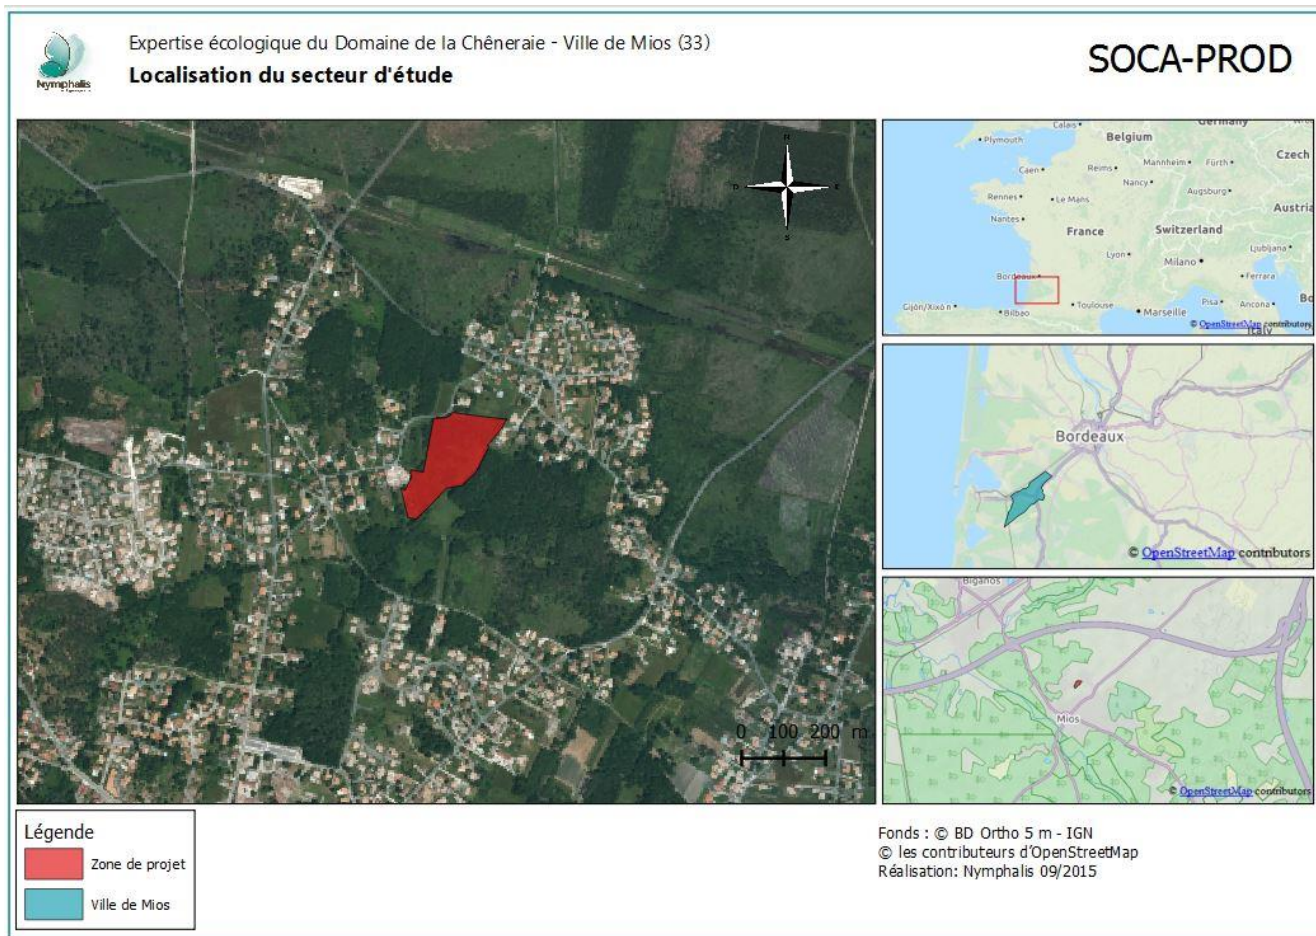 Expertise écologique du Domaine de la Chêneraie - Ville de Mios (33)
Localisation du secteur d'étude
SOCA-PROD
Nymphalis
N
O
E
S
0 100 200 m
Calais
Germany
Plymouth
Belgium
Czech
Caen
Reims
Mannheim
Fürth
Nancy
Rennes
Le Mans
Augsburg
Nantes
France
Austria
Switzerland
Lyon
Ljubljana
Milano
Bordeaux
Ferrara
Toulouse
Pisa
Ancona
Gijón/Xixón
Bilbao
Marseille
Italy
© OpenStreetMap contributors
Bordeaux
© OpenStreetMap contributors
Biganos
Mios
© OpenStreetMap contributors
Légende
Zone de projet
Ville de Mios
Fonds : © BD Ortho 5 m - IGN
© les contributeurs d'OpenStreetMap
Réalisation: Nymphalis 09/2015